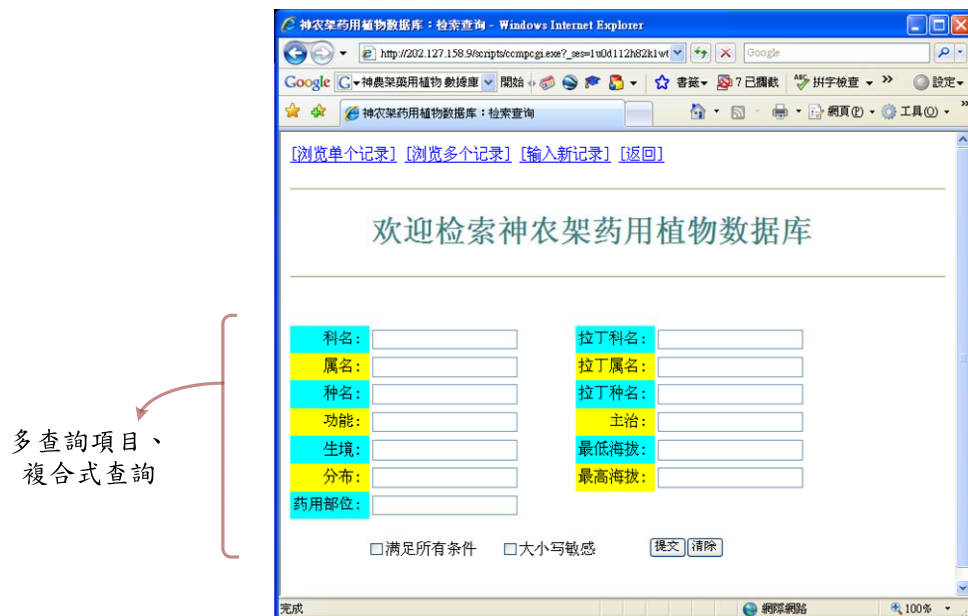 神农架药用植物数据库：检索查询 - Windows Internet Explorer
http://202.127.158.9/scripts/ccmpcgi.exe?_ses=1u0d112h82k1wt
Google
Google 神農架藥用植物 數據庫 開始 書籤 7 已攔截 拼字檢查 設定
神农架药用植物数据库：检索查询 網頁(P) 工具(O)
[浏览单个记录] [浏览多个记录] [输入新记录] [返回]
欢迎检索神农架药用植物数据库
科名： 拉丁科名：
属名： 拉丁属名：
种名： 拉丁种名：
功能： 主治：
生境： 最低海拔：
分布： 最高海拔：
药用部位：
满足所有条件 大小写敏感 提交 清除
多查詢項目、
複合式查詢
完成 網際網路 100%